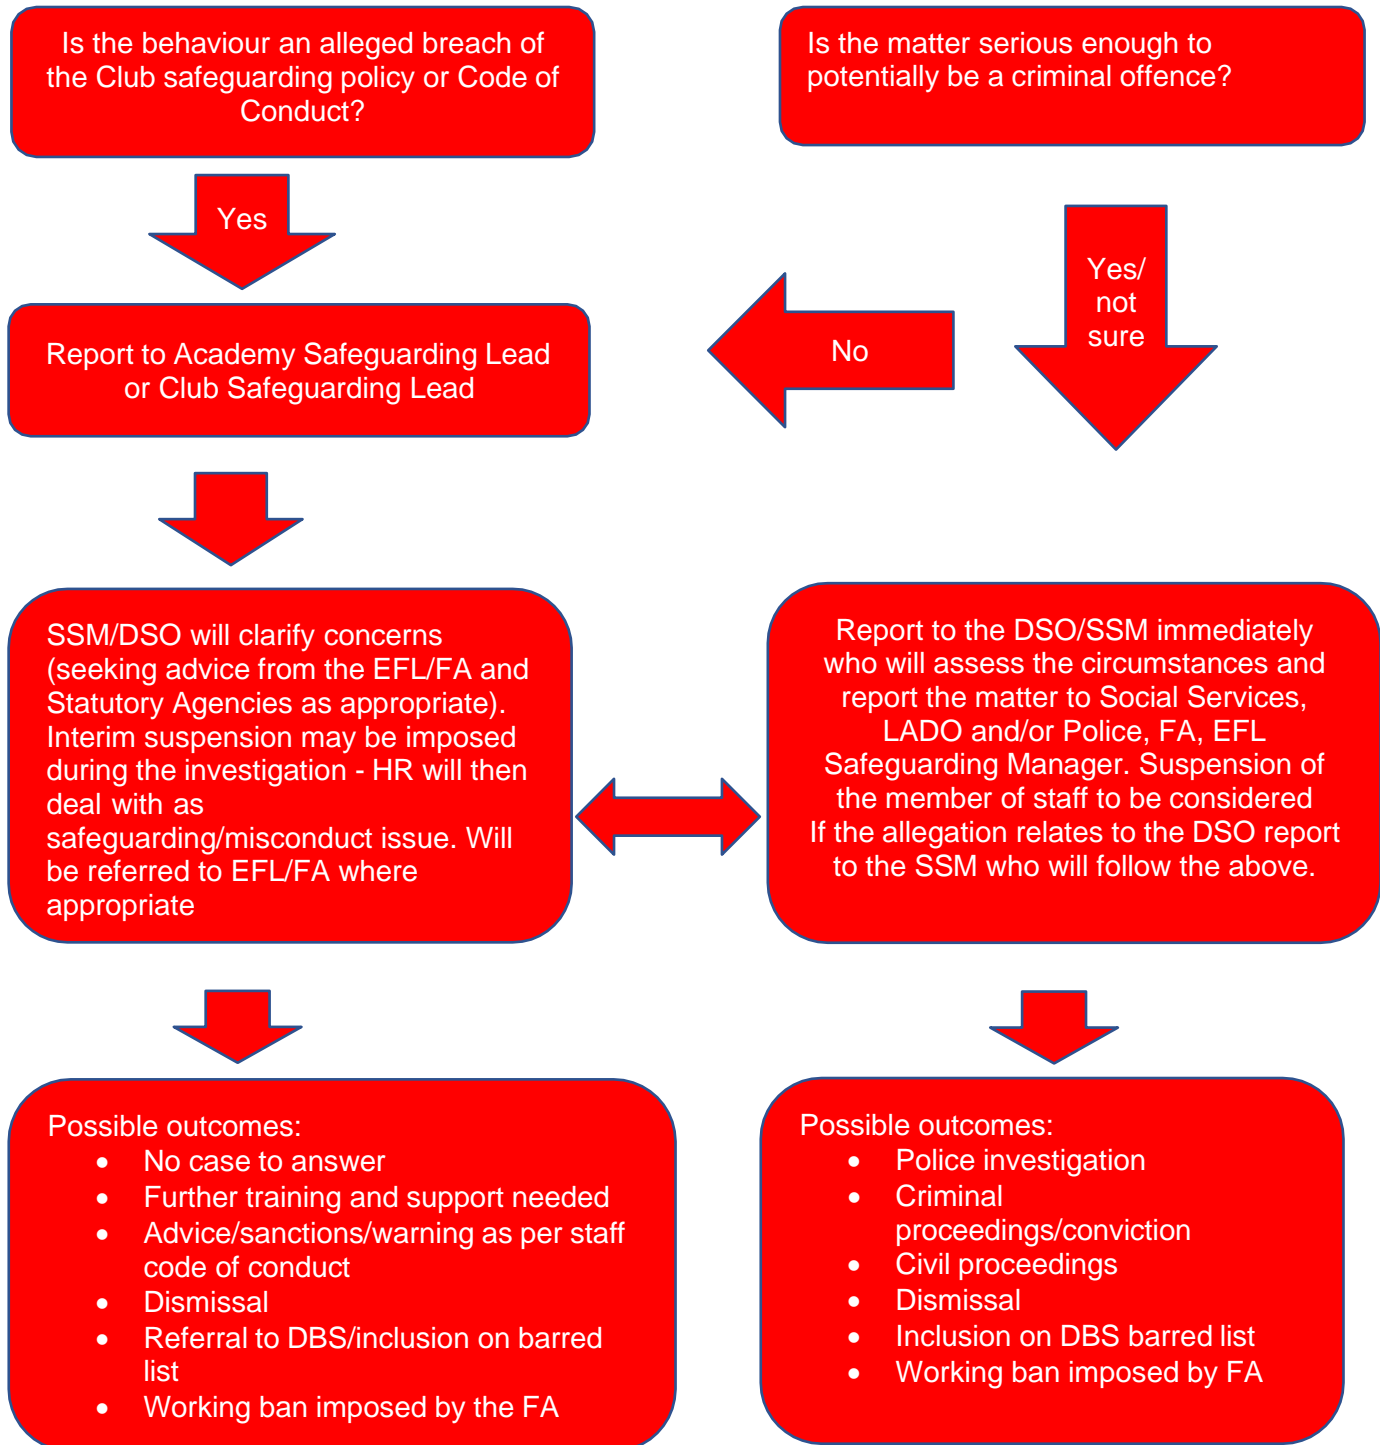 Is the behaviour an alleged breach of
the Club safeguarding policy or Code of
Conduct?
Is the matter serious enough to
potentially be a criminal offence?
Yes
Yes/
not
sure
No
Report to Academy Safeguarding Lead
or Club Safeguarding Lead
SSM/DSO will clarify concerns
(seeking advice from the EFL/FA and
Statutory Agencies as appropriate).
Interim suspension may be imposed
during the investigation - HR will then
deal with as
safeguarding/misconduct issue. Will
be referred to EFL/FA where
appropriate
Report to the DSO/SSM immediately
who will assess the circumstances and
report the matter to Social Services,
LADO and/or Police, FA, EFL
Safeguarding Manager. Suspension of
the member of staff to be considered
If the allegation relates to the DSO report
to the SSM who will follow the above.
Possible outcomes:
• No case to answer
• Further training and support needed
• Advice/sanctions/warning as per staff
code of conduct
• Dismissal
• Referral to DBS/inclusion on barred
list
• Working ban imposed by the FA
Possible outcomes:
• Police investigation
• Criminal
proceedings/conviction
• Civil proceedings
• Dismissal
• Inclusion on DBS barred list
• Working ban imposed by FA